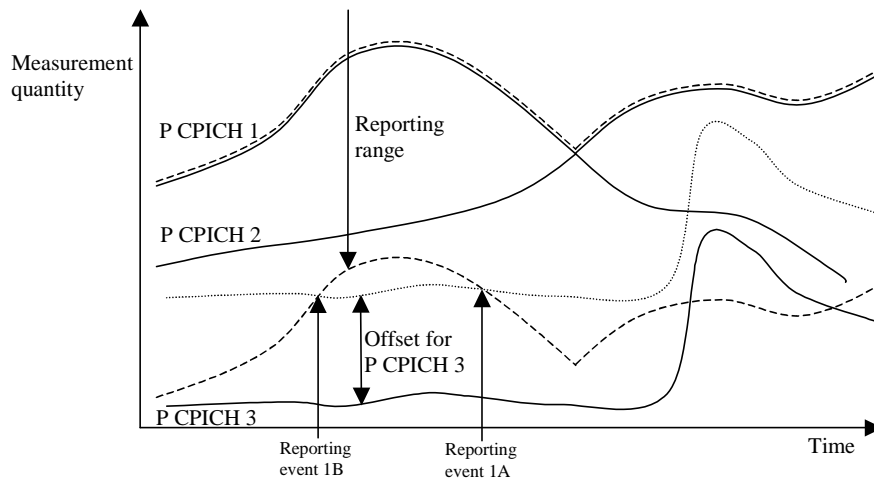 Measurement
quantity
P CPICH 1
Reporting
range
P CPICH 2
Offset for
P CPICH 3
P CPICH 3
Reporting
event 1B
Reporting
event 1A
Time